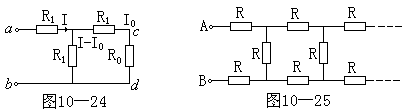 R₁ I R₁ I₀
a c
I-I₀
R₁ R₀
b d
图10—24
R R R
A
R R
B R R R
图10—25